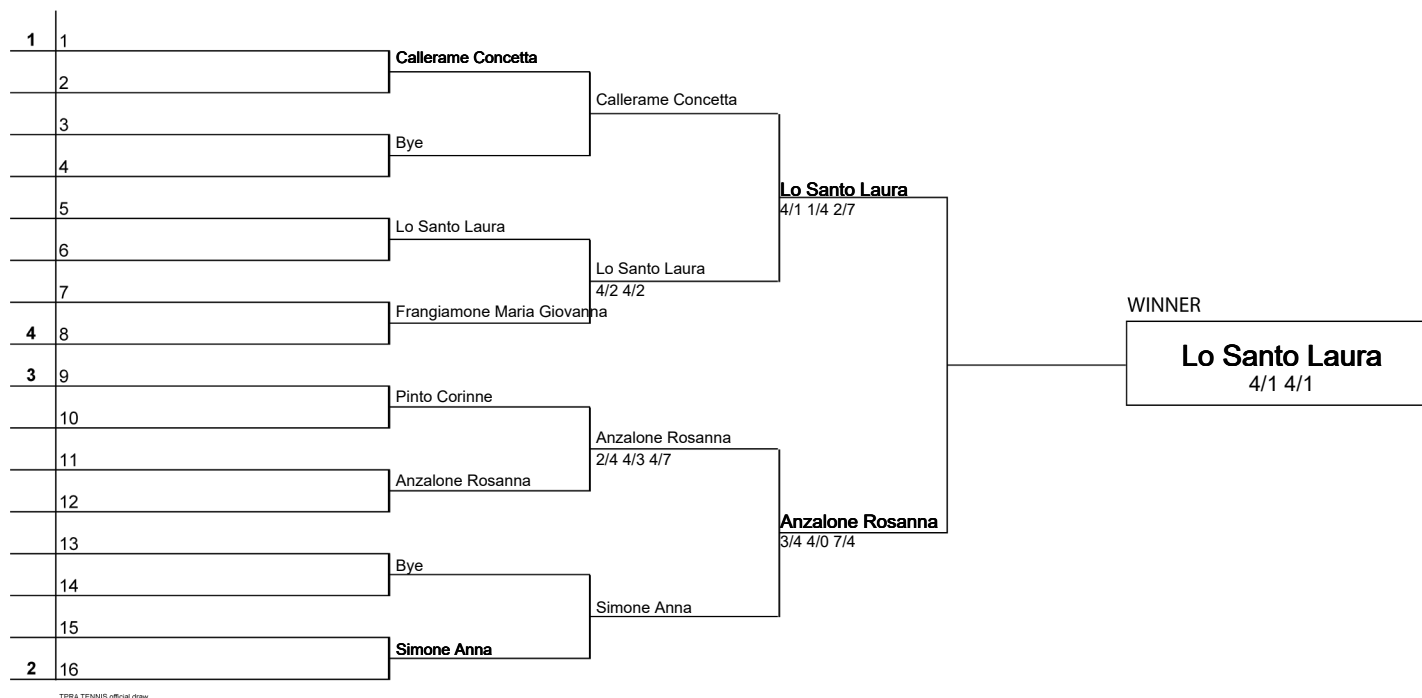 1 1
Callerame Concetta
2
Callerame Concetta
3
Bye
4
Lo Santo Laura
4/1 1/4 2/7
5
Lo Santo Laura
6
Lo Santo Laura
4/2 4/2
7
Frangiamone Maria Giovanna
4 8
WINNER
Lo Santo Laura
4/1 4/1
3 9
Pinto Corinne
10
Anzalone Rosanna
2/4 4/3 4/7
11
Anzalone Rosanna
12
Anzalone Rosanna
3/4 4/0 7/4
13
Bye
14
Simone Anna
15
Simone Anna
2 16
TPRA TENNIS official draw